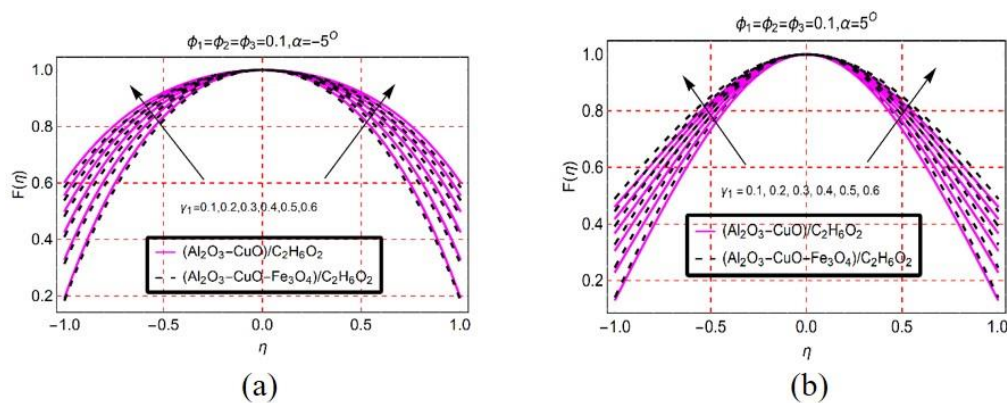 ϕ₁=ϕ₂=ϕ₃=0.1,α=−5⁰
1.0
0.8
0.6
0.4
0.2
F(η)
γ₁=0.1,0.2,0.3,0.4,0.5,0.6
(Al₂O₃−CuO)/C₂H₆O₂
(Al₂O₃−CuO−Fe₃O₄)/C₂H₆O₂
−1.0 −0.5 0.0 0.5 1.0
η
(a)
ϕ₁=ϕ₂=ϕ₃=0.1,α=5⁰
1.0
0.8
0.6
0.4
0.2
F(η)
γ₁ = 0.1, 0.2, 0.3, 0.4, 0.5, 0.6
(Al₂O₃−CuO)/C₂H₆O₂
(Al₂O₃−CuO−Fe₃O₄)/C₂H₆O₂
−1.0 −0.5 0.0 0.5 1.0
η
(b)